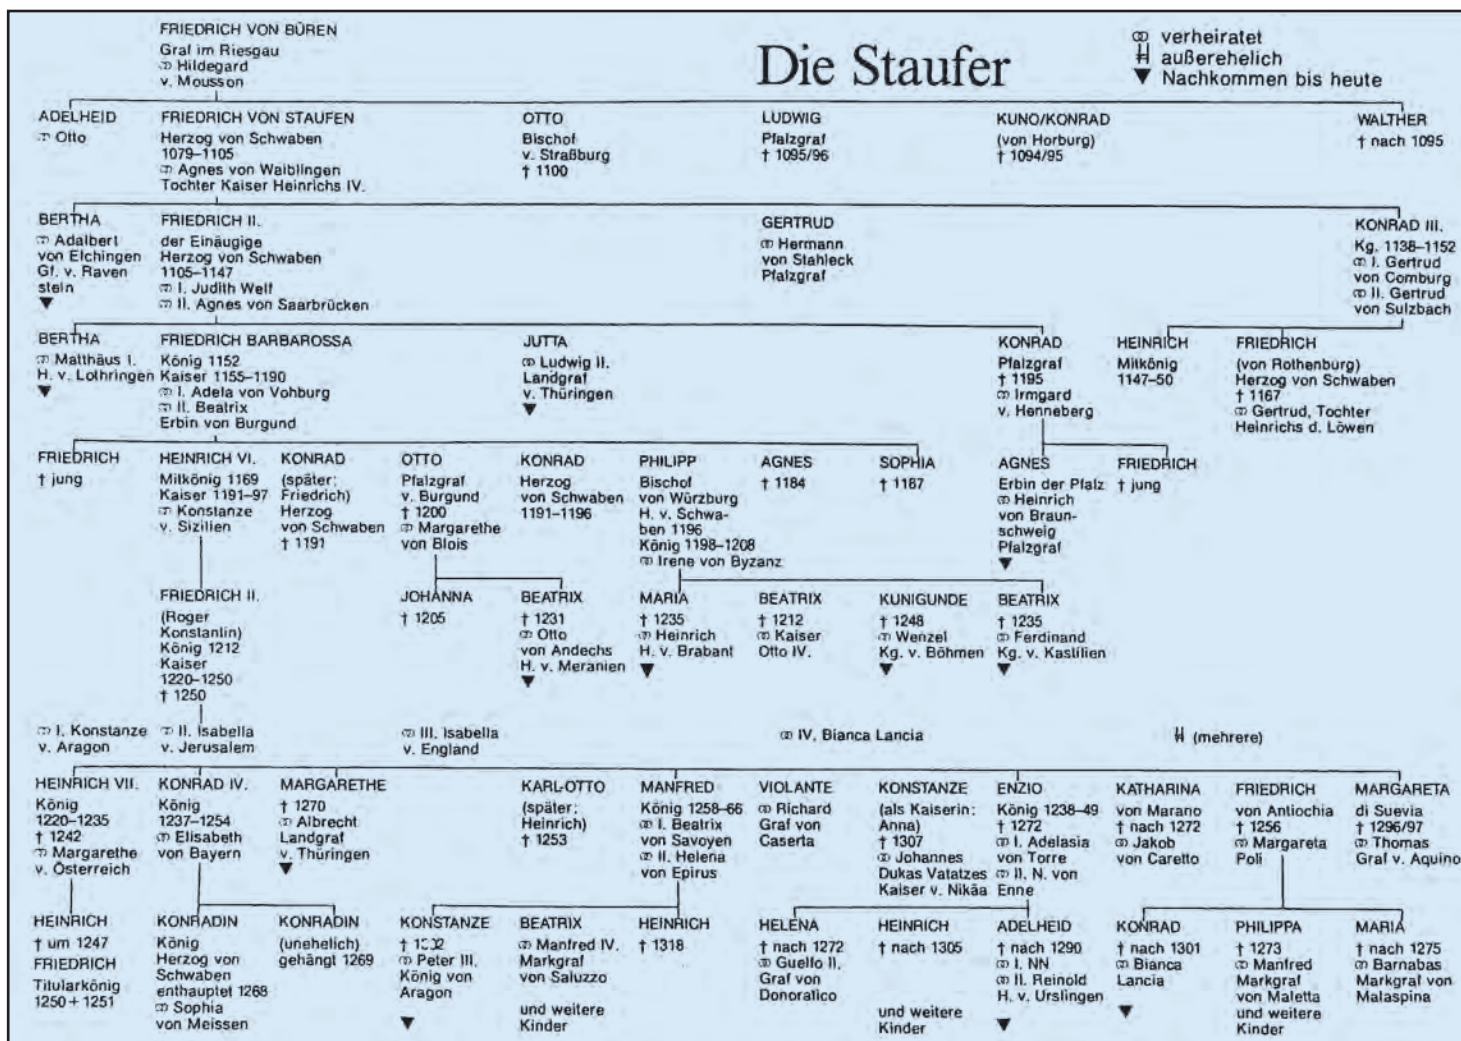 Die Staufer
⚭ verheiratet
außerehelich
▼ Nachkommen bis heute
FRIEDRICH VON BÜREN
Graf im Riesgau
⚭ Hildegard
v. Mousson
ADELHEID
⚭ Otto
FRIEDRICH VON STAUFEN
Herzog von Schwaben
1079–1105
⚭ Agnes von Waiblingen
Tochter Kaiser Heinrichs IV.
OTTO
Bischof
v. Straßburg
† 1100
LUDWIG
Pfalzgraf
† 1095/96
KUNO/KONRAD
(von Horburg)
† 1094/95
WALTHER
† nach 1095
BERTHA
⚭ Adalbert
von Elchingen
Gf. v. Raven
stein
▼
FRIEDRICH II.
der Einäugige
Herzog von Schwaben
1105–1147
⚭ I. Judith Welf
⚭ II. Agnes von Saarbrücken
GERTRUD
⚭ Hermann
von Stahleck
Pfalzgraf
KONRAD III.
Kg. 1138–1152
⚭ I. Gertrud
von Comburg
⚭ II. Gertrud
von Sulzbach
BERTHA
⚭ Matthäus I.
H. v. Lothringen
▼
FRIEDRICH BARBAROSSA
König 1152
Kaiser 1155–1190
⚭ I. Adela von Vohburg
⚭ II. Beatrix
Erbin von Burgund
JUTTA
⚭ Ludwig II.
Landgraf
v. Thüringen
▼
KONRAD
Pfalzgraf
† 1195
⚭ Irmgard
v. Henneberg
HEINRICH
Mitkönig
1147–50
FRIEDRICH
(von Rothenburg)
Herzog von Schwaben
† 1167
⚭ Gertrud, Tochter
Heinrichs d. Löwen
FRIEDRICH
† jung
HEINRICH VI.
Mitkönig 1169
Kaiser 1191–97
⚭ Konstanze
v. Sizilien
KONRAD
(später:
Friedrich)
Herzog
von Schwaben
† 1191
OTTO
Pfalzgraf
v. Burgund
† 1200
⚭ Margarethe
von Blois
KONRAD
Herzog
von Schwaben
1191–1196
PHILIPP
Bischof
von Würzburg
H. v. Schwa-
ben 1196
König 1198–1208
⚭ Irene von Byzanz
AGNES
† 1184
SOPHIA
† 1187
AGNES
Erbin der Pfalz
⚭ Heinrich
von Braun-
schweig
Pfalzgraf
▼
FRIEDRICH
† jung
FRIEDRICH II.
(Roger
Konstantin)
König 1212
Kaiser
1220–1250
† 1250
JOHANNA
† 1205
BEATRIX
† 1231
⚭ Otto
von Andechs
H. v. Meranien
▼
MARIA
† 1235
⚭ Heinrich
H. v. Brabant
▼
BEATRIX
† 1212
⚭ Kaiser
Otto IV.
KUNIGUNDE
† 1248
⚭ Wenzel
Kg. v. Böhmen
▼
BEATRIX
† 1235
⚭ Ferdinand
Kg. v. Kastilien
▼
⚭ I. Konstanze
v. Aragon
⚭ II. Isabella
v. Jerusalem
⚭ III. Isabella
v. England
⚭ IV. Bianca Lancia
(mehrere)
HEINRICH VII.
König
1220–1235
† 1242
⚭ Margarethe
v. Österreich
KONRAD IV.
König
1237–1254
⚭ Elisabeth
von Bayern
MARGARETHE
† 1270
⚭ Albrecht
Landgraf
v. Thüringen
▼
KARL-OTTO
(später:
Heinrich)
† 1253
MANFRED
König 1258–66
⚭ I. Beatrix
von Savoyen
⚭ II. Helena
von Epirus
VIOLANTE
⚭ Richard
Graf von
Caserta
KONSTANZE
(als Kaiserin:
Anna)
† 1307
⚭ Johannes
Dukas Vatatzes
Kaiser v. Nikäa
ENZIO
König 1238–49
† 1272
⚭ I. Adelasia
von Torre
⚭ II. N. von
Enne
KATHARINA
von Marano
† nach 1272
⚭ Jakob
von Caretto
FRIEDRICH
von Antiochia
† 1256
⚭ Margareta
Poli
MARGARETA
di Suevia
† 1296/97
⚭ Thomas
Graf v. Aquino
HEINRICH
† um 1247
FRIEDRICH
Titularkönig
1250 + 1251
KONRADIN
König
Herzog von
Schwaben
enthauptet 1268
⚭ Sophia
von Meissen
KONRADIN
(unehelich)
gehängt 1269
KONSTANZE
†
⚭ Peter III.
König von
Aragon
▼
BEATRIX
⚭ Manfred IV.
Markgraf
von Saluzzo
und weitere
Kinder
HEINRICH
† 1318
HELENA
† nach 1272
⚭ Guelfo II.
Graf von
Donoratico
HEINRICH
† nach 1305
und weitere
Kinder
ADELHEID
† nach 1290
⚭ I. NN
⚭ II. Reinold
H. v. Urslingen
▼
KONRAD
† nach 1301
⚭ Bianca
Lancia
▼
PHILIPPA
† 1273
⚭ Manfred
Markgraf
von Maletta
und weitere
Kinder
MARIA
† nach 1275
⚭ Barnabas
Markgraf von
Malaspina